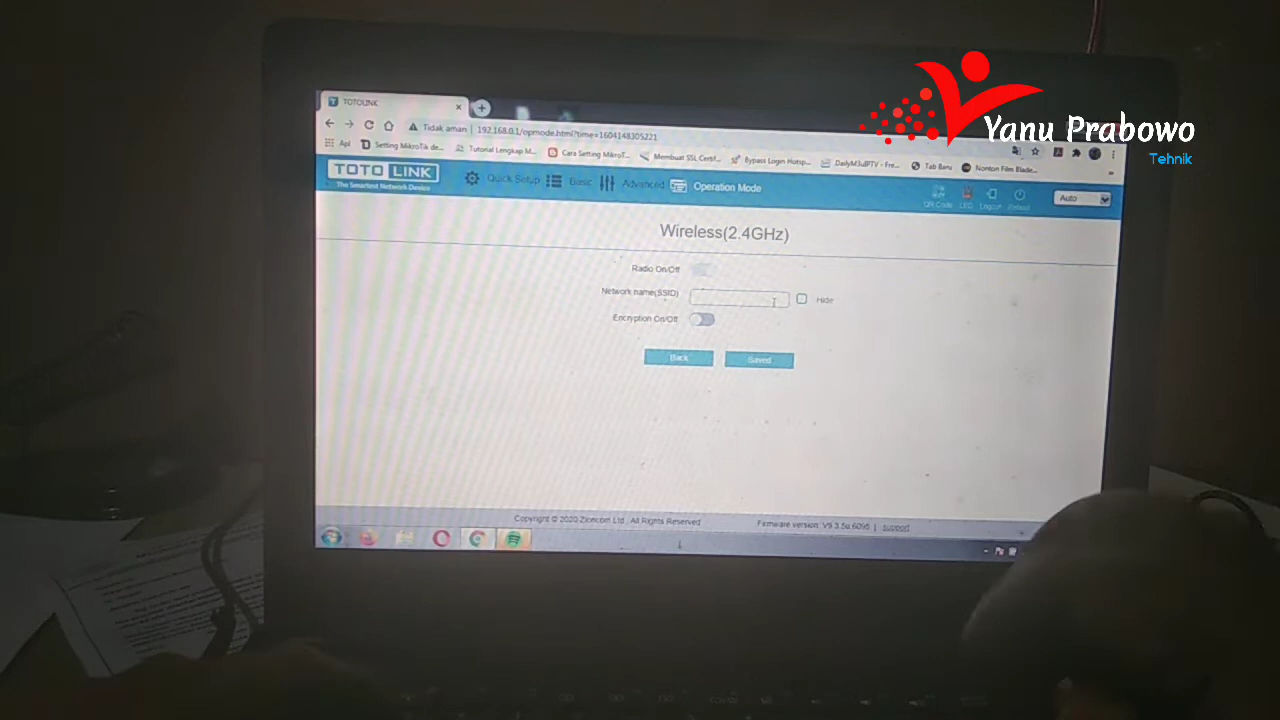 Yanu Prabowo
Tehnik
TOTOLINK
Tidak aman | 192.168.0.1/opmode.html?time=1604148305221
Apl Setting MikroTik de... Tutorial Lengkap M... Cara Setting MikroT... Membuat SSL Certif... Bypass Login Hotsp... DailyM3uIPTV - Fre... Tab Baru Nonton Film Blade...
TOTO LINK
The Smartest Network Device
Quick Setup Basic Advanced Operation Mode
QR Code LED Logout Reboot
Auto
Wireless(2.4GHz)
Radio On/Off
Network name(SSID) Hide
Encryption On/Off
Back Saved
Copyright © 2020 Zioncom Ltd., All Rights Reserved Firmware version: V9.3.5u.6095 | support